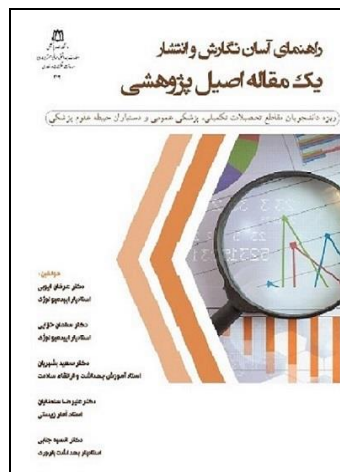 راهنمای آسان نگارش و انتشار
یک مقاله اصیل پژوهشی
ویژه دانشجویان مقاطع تحصیلات تکمیلی، پزشکی عمومی و دستیاران حیطه علوم پزشکی
مولفین:
دکتر عرفان ایوبی
استادیار اپیدمیولوژی
دکتر سلمان خزایی
استادیار اپیدمیولوژی
دکتر سعید بشیریان
استاد آموزش بهداشت و ارتقاء سلامت
دکتر علیرضا سلطانیان
استاد آمار زیستی
دکتر انسیه جنابی
استادیار بهداشت باروری